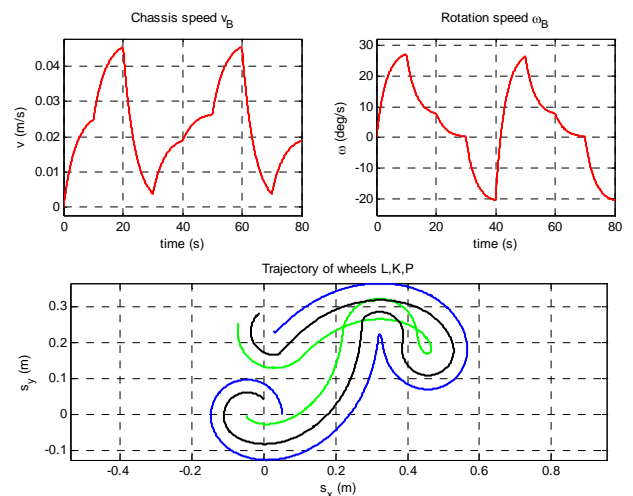 Chassis speed v_B
Rotation speed ω_B
v (m/s)
0.04
0.03
0.02
0.01
0
0 20 40 60 80
time (s)
ω (deg/s)
30
20
10
0
-10
-20
0 20 40 60 80
time (s)
Trajectory of wheels L,K,P
s_y (m)
0.3
0.2
0.1
0
-0.1
-0.4 -0.2 0 0.2 0.4 0.6 0.8
s_x (m)